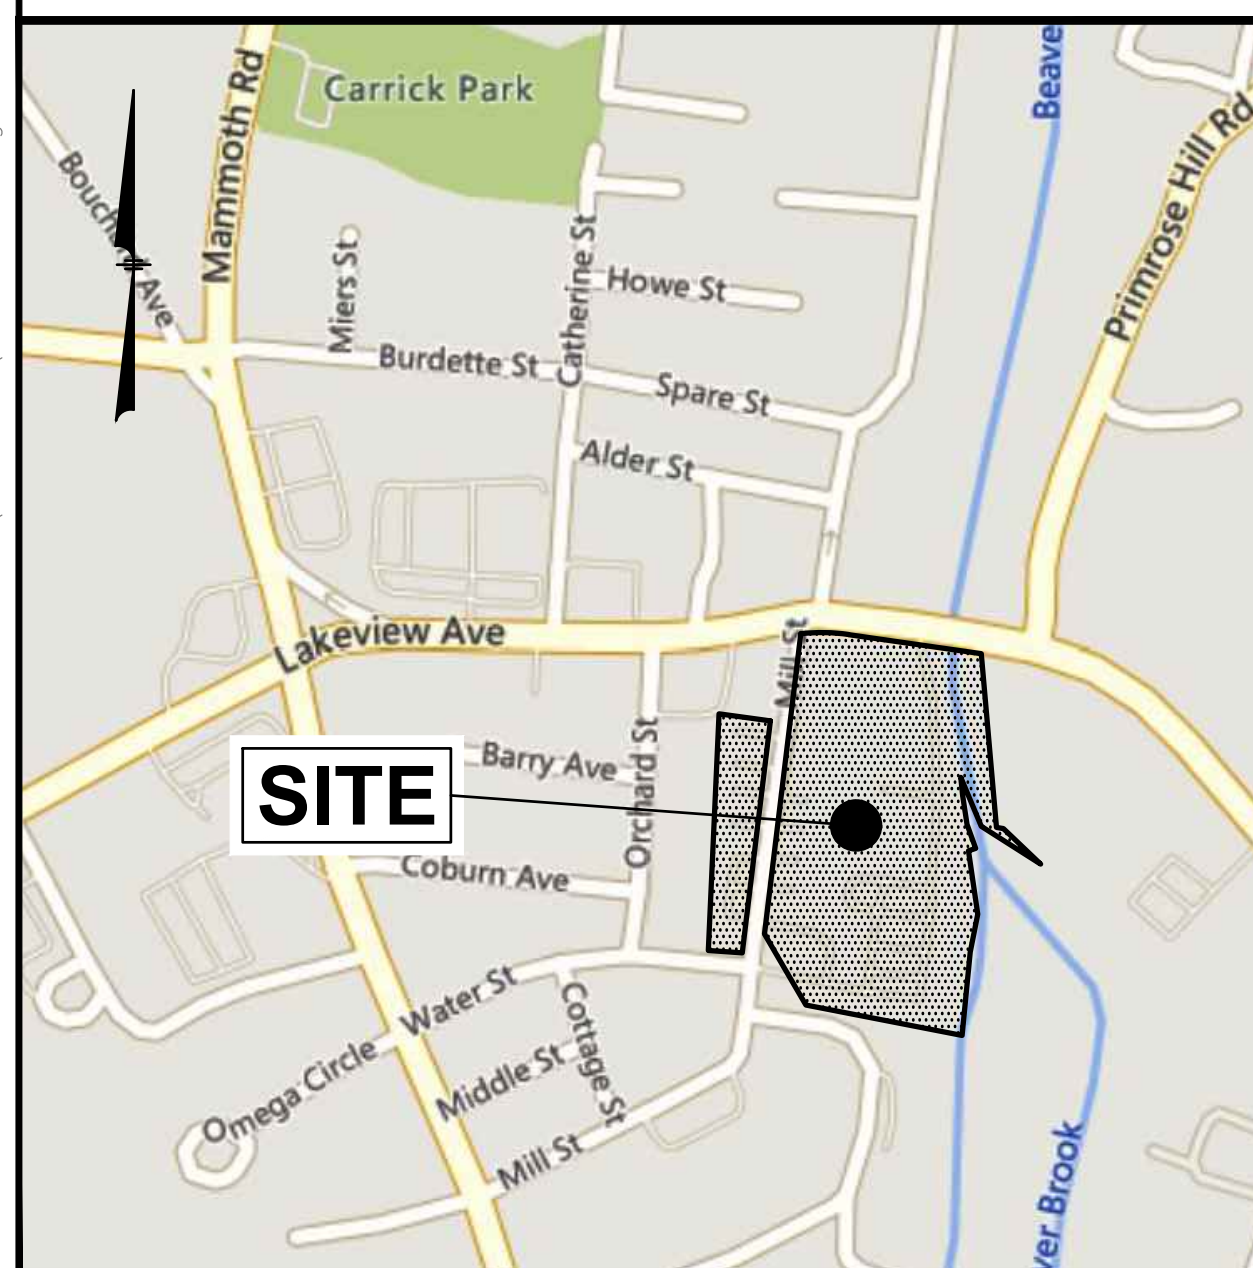 Beave
Carrick Park
Mammoth Rd
Primrose Hill Rd
Ave
Miers St
Catherine St
Howe St
Burdette St
Spare St
Alder St
Lakeview Ave
Mill St
Orchard St
Barry Ave
SITE
Coburn Ave
Water St
Cottage St
Omega Circle
Middle St
Mill St
ver Brook